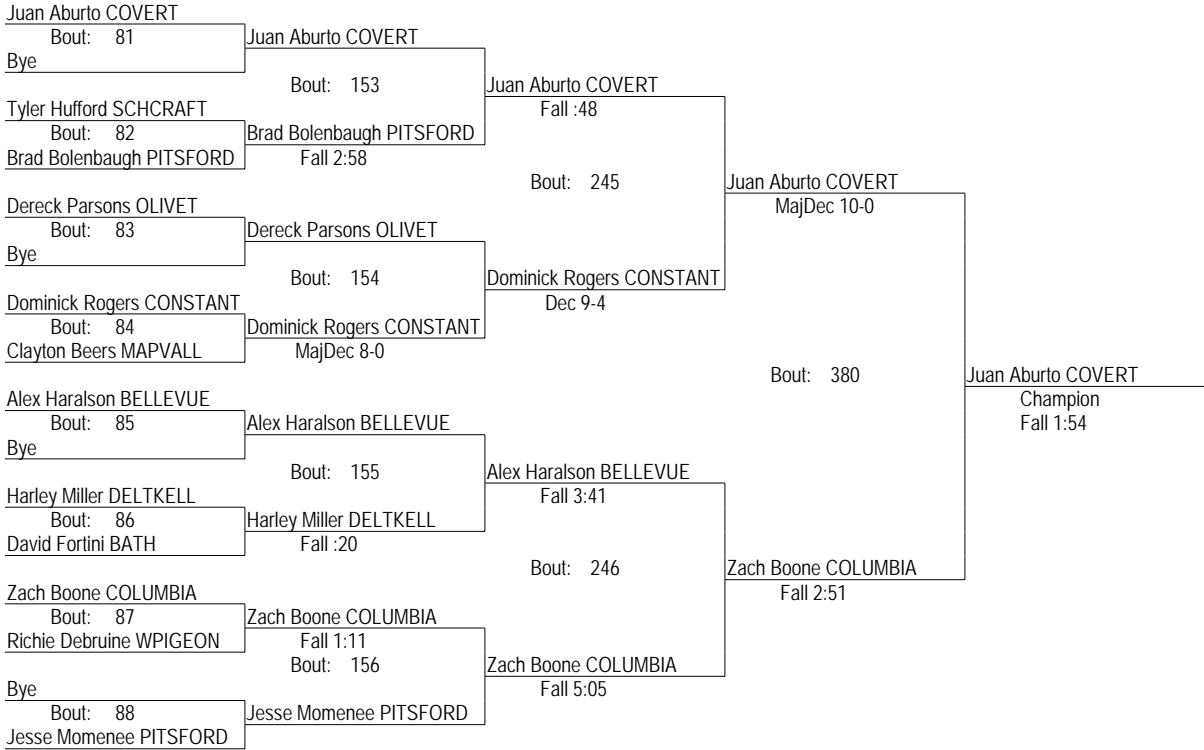 Juan Aburto COVERT
Bout: 81
Bye
Juan Aburto COVERT
Bout: 153
Tyler Hufford SCHCRAFT
Bout: 82
Brad Bolenbaugh PITSFORD
Brad Bolenbaugh PITSFORD
Fall 2:58
Juan Aburto COVERT
Fall :48
Bout: 245
Dereck Parsons OLIVET
Bout: 83
Bye
Dereck Parsons OLIVET
Bout: 154
Dominick Rogers CONSTANT
Bout: 84
Clayton Beers MAPVALL
Dominick Rogers CONSTANT
MajDec 8-0
Dominick Rogers CONSTANT
Dec 9-4
Juan Aburto COVERT
MajDec 10-0
Bout: 380
Juan Aburto COVERT
Champion
Fall 1:54
Alex Haralson BELLEVUE
Bout: 85
Bye
Alex Haralson BELLEVUE
Bout: 155
Harley Miller DELTKELL
Bout: 86
David Fortini BATH
Harley Miller DELTKELL
Fall :20
Alex Haralson BELLEVUE
Fall 3:41
Bout: 246
Zach Boone COLUMBIA
Fall 2:51
Zach Boone COLUMBIA
Bout: 87
Richie Debruine WPIGEON
Zach Boone COLUMBIA
Fall 1:11
Bout: 156
Bye
Bout: 88
Jesse Momenee PITSFORD
Jesse Momenee PITSFORD
Zach Boone COLUMBIA
Fall 5:05